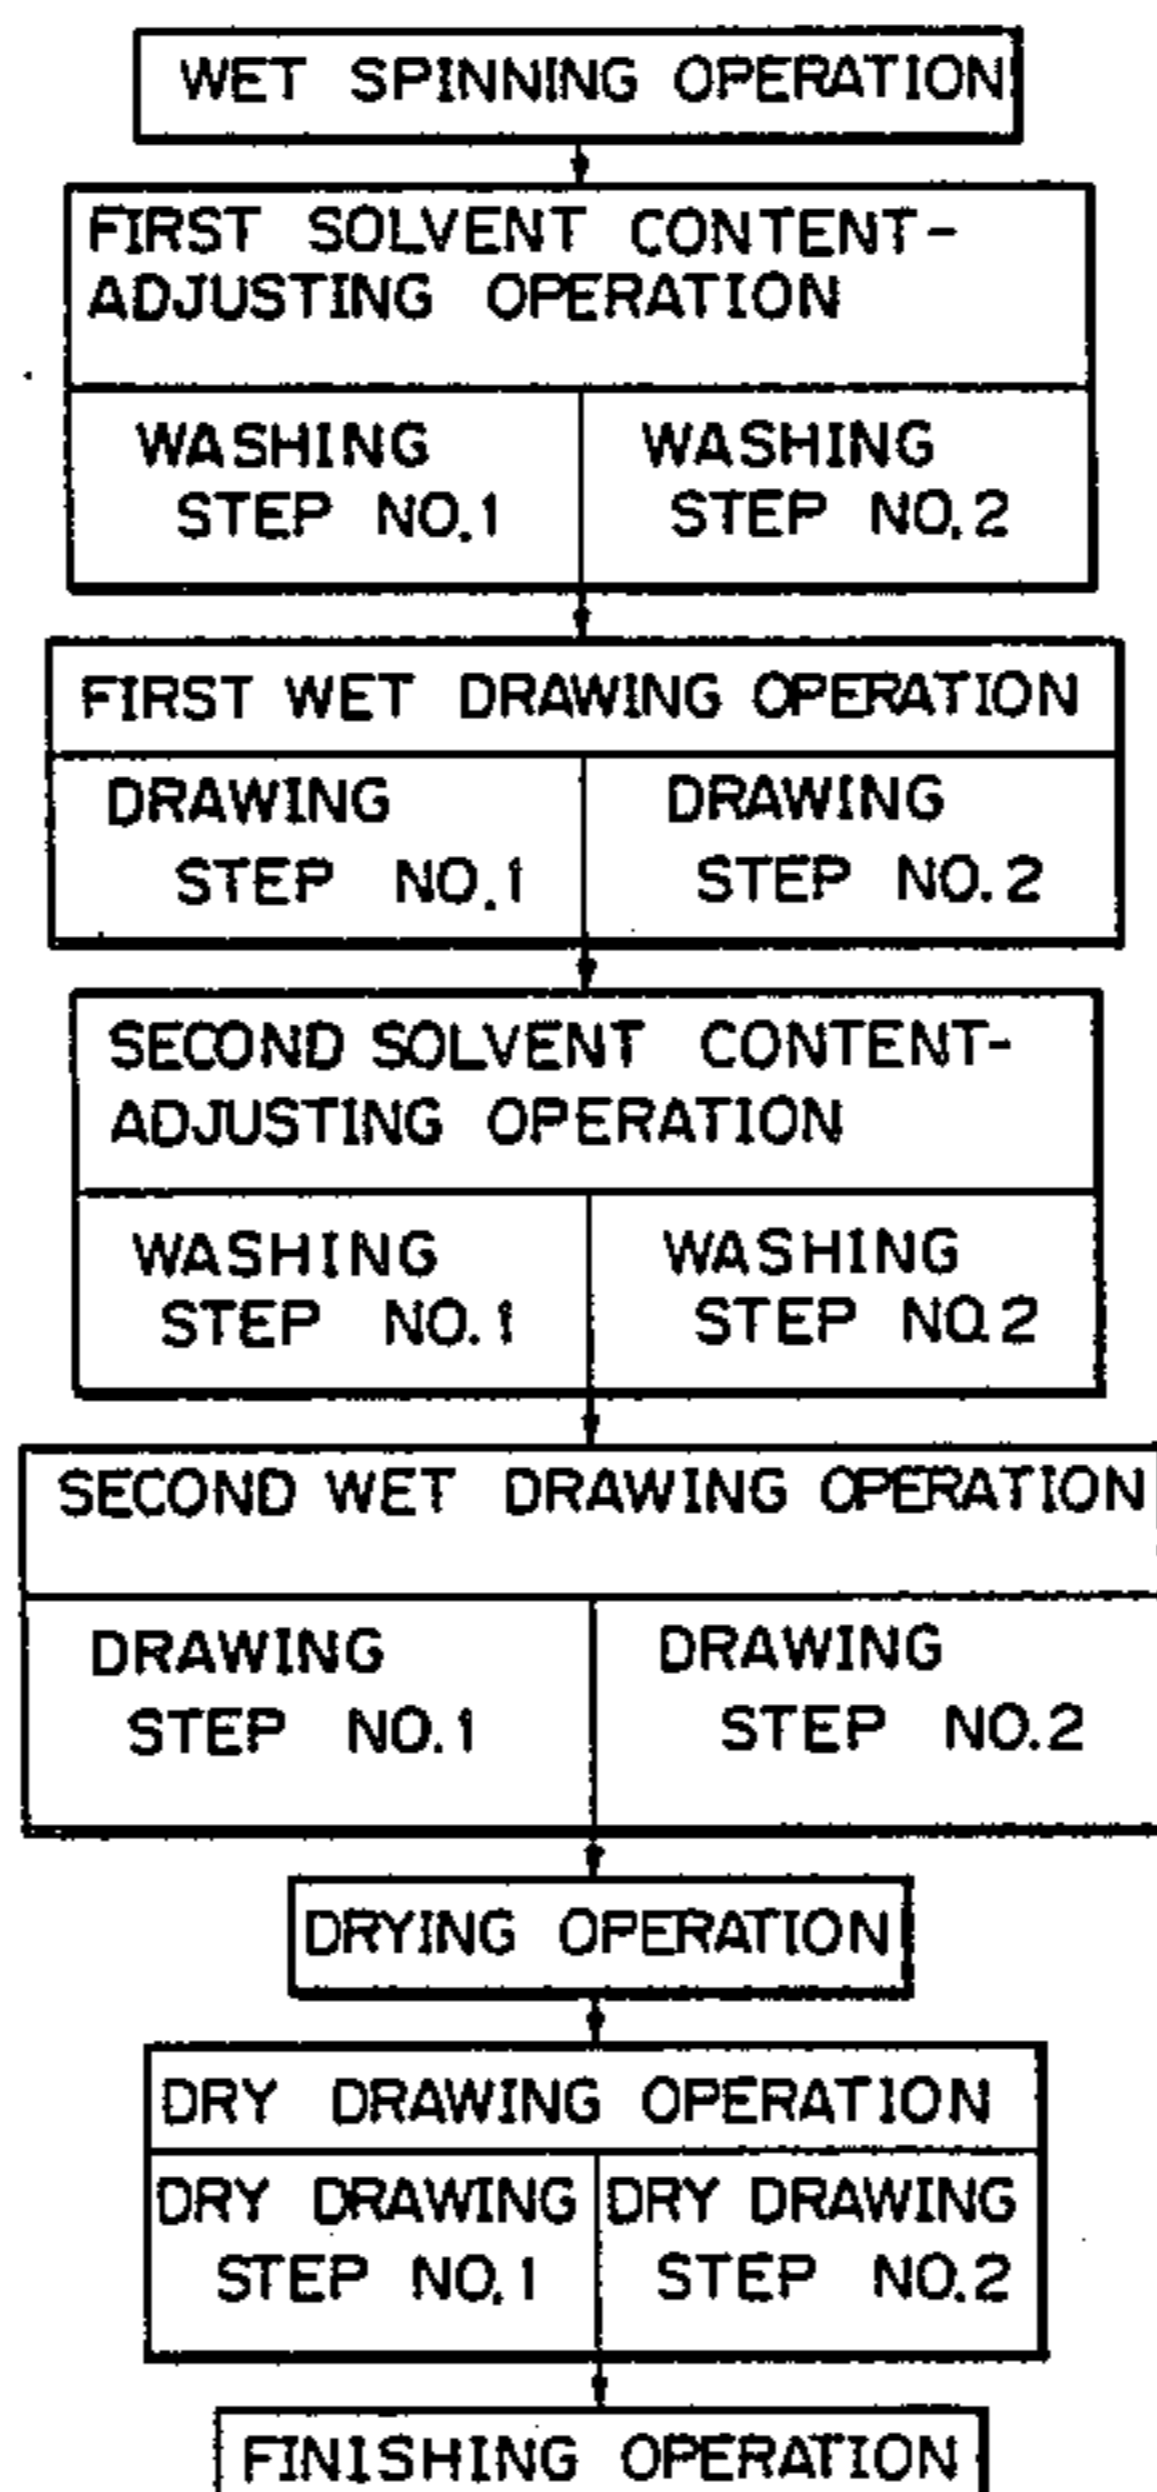 WET SPINNING OPERATION
FIRST SOLVENT CONTENT-
ADJUSTING OPERATION
WASHING
STEP NO.1
WASHING
STEP NO.2
FIRST WET DRAWING OPERATION
DRAWING
STEP NO.1
DRAWING
STEP NO.2
SECOND SOLVENT CONTENT-
ADJUSTING OPERATION
WASHING
STEP NO.1
WASHING
STEP NO.2
SECOND WET DRAWING OPERATION
DRAWING
STEP NO.1
DRAWING
STEP NO.2
DRYING OPERATION
DRY DRAWING OPERATION
DRY DRAWING
STEP NO.1
DRY DRAWING
STEP NO.2
FINISHING OPERATION